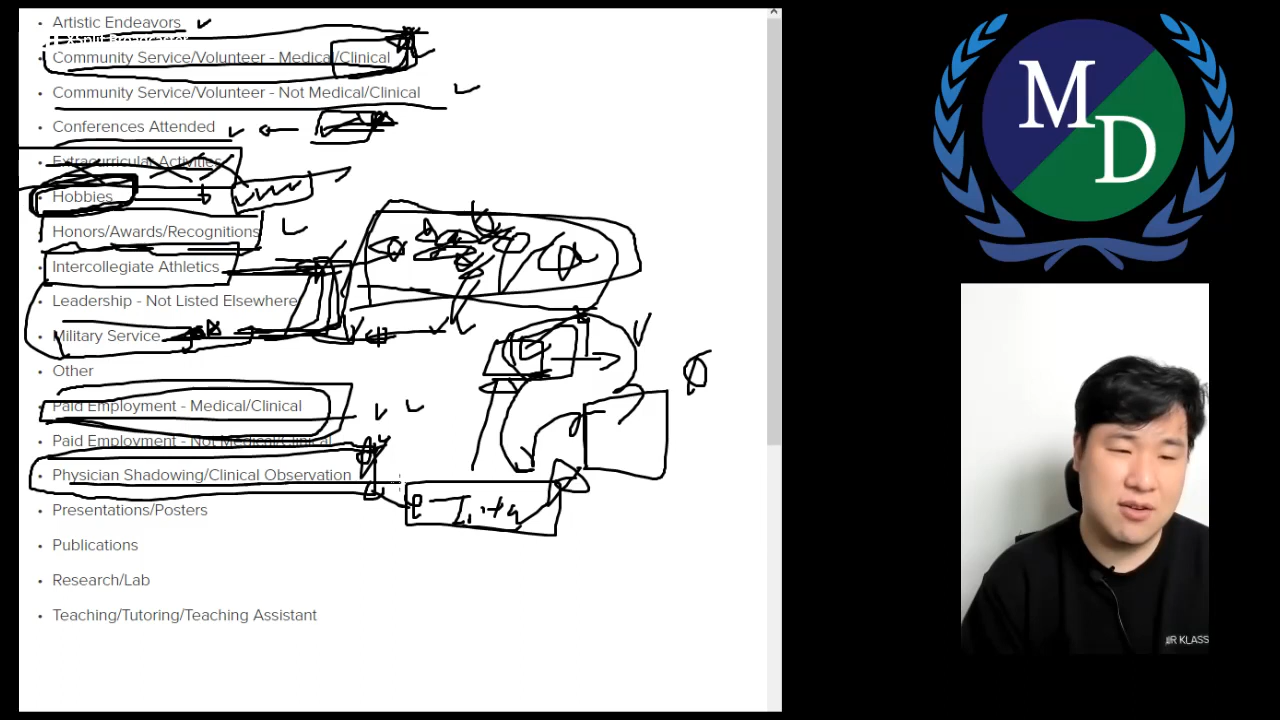 Artistic Endeavors
XSplit Broadcaster
Community Service/Volunteer - Medical/Clinical
Community Service/Volunteer - Not Medical/Clinical
Conferences Attended
Extracurricular Activities
Hobbies
Honors/Awards/Recognitions
Intercollegiate Athletics
Leadership - Not Listed Elsewhere
Military Service
Other
Paid Employment - Medical/Clinical
Paid Employment - Not Medical/Clinical
Physician Shadowing/Clinical Observation
Presentations/Posters
Publications
Research/Lab
Teaching/Tutoring/Teaching Assistant
M
D